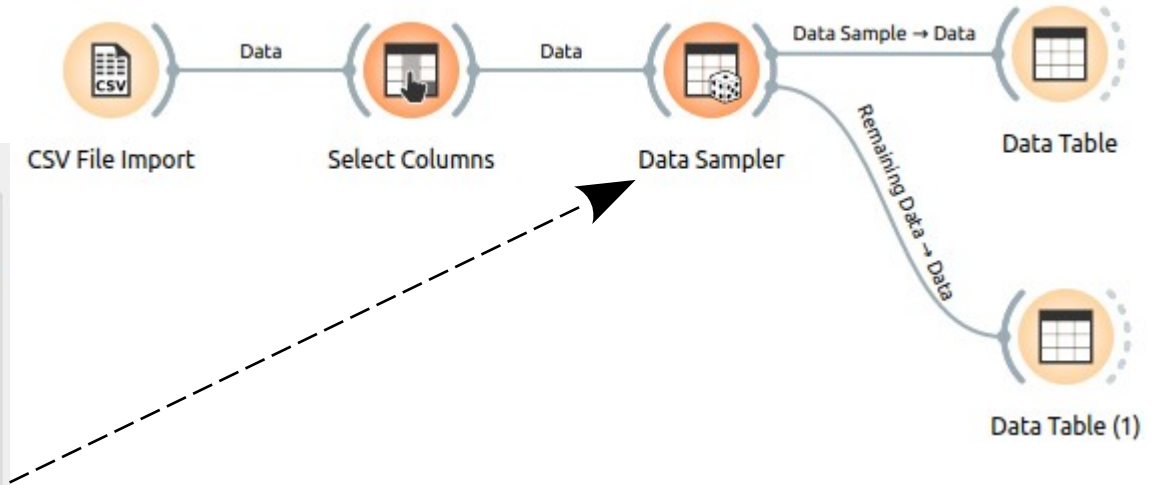 Data
Data
Data Sample → Data
CSV
CSV File Import
Select Columns
Data Sampler
Data Table
Remaining Data → Data
Data Table (1)